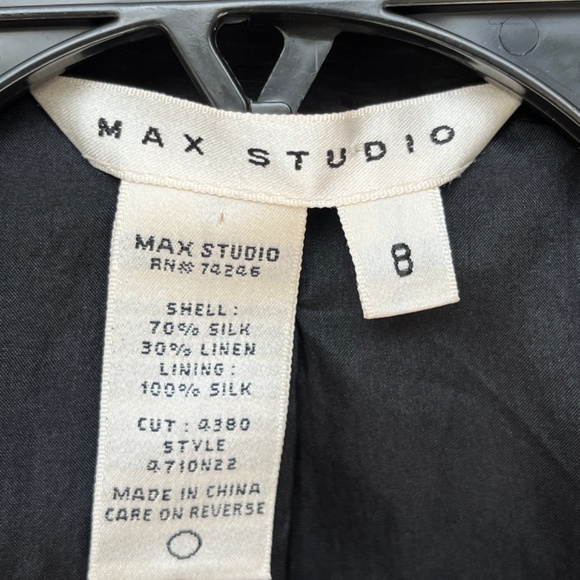 MAX STUDIO
8
MAX STUDIO
RN# 74246
SHELL:
70% SILK
30% LINEN
LINING:
100% SILK
CUT: 4380
STYLE
4710N22
MADE IN CHINA
CARE ON REVERSE